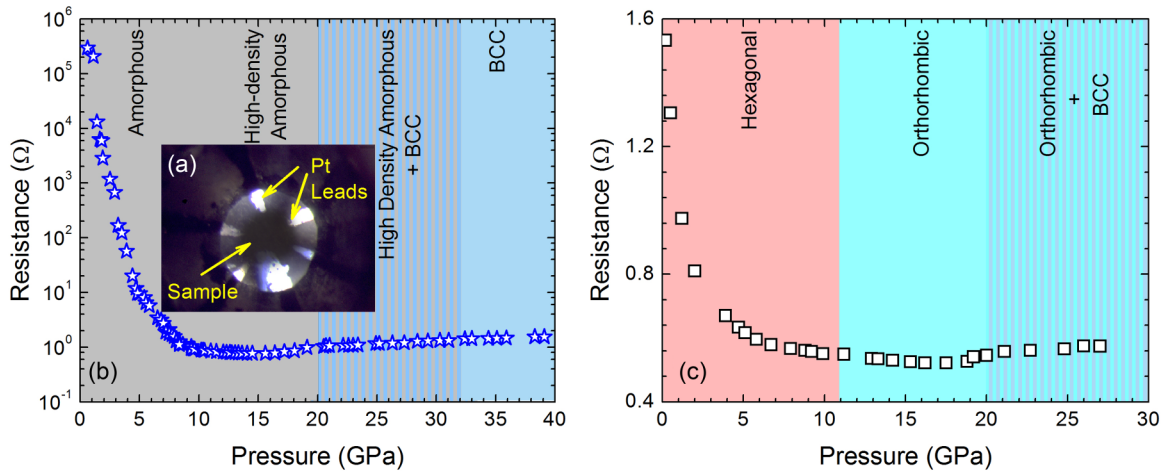 10^6
10^5
10^4
10^3
10^2
10^1
10^0
10^-1
Resistance (Ω)
Amorphous
High-density
Amorphous
High Density Amorphous
+ BCC
BCC
(a)
Pt
Leads
Sample
(b)
0 5 10 15 20 25 30 35 40
Pressure (GPa)
1.6
1.2
0.8
0.4
Resistance (Ω)
Hexagonal
Orthorhombic
Orthorhombic
+
BCC
(c)
0 5 10 15 20 25 30
Pressure (GPa)